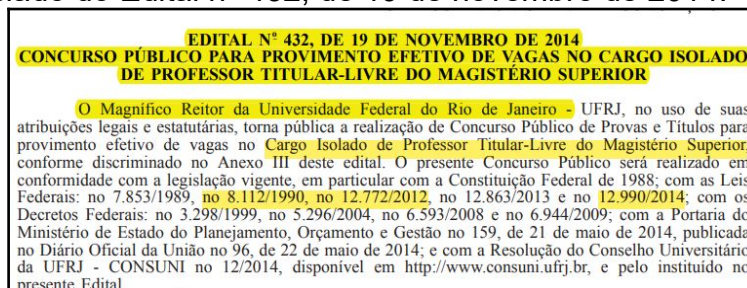 EDITAL Nº 432, DE 19 DE NOVEMBRO DE 2014
CONCURSO PÚBLICO PARA PROVIMENTO EFETIVO DE VAGAS NO CARGO ISOLADO
DE PROFESSOR TITULAR-LIVRE DO MAGISTÉRIO SUPERIOR
O Magnífico Reitor da Universidade Federal do Rio de Janeiro - UFRJ, no uso de suas
atribuições legais e estatutárias, torna pública a realização de Concurso Público de Provas e Títulos para
provimento efetivo de vagas no Cargo Isolado de Professor Titular-Livre do Magistério Superior,
conforme discriminado no Anexo III deste edital. O presente Concurso Público será realizado em
conformidade com a legislação vigente, em particular com a Constituição Federal de 1988; com as Leis
Federais: no 7.853/1989, no 8.112/1990, no 12.772/2012, no 12.863/2013 e no 12.990/2014; com os
Decretos Federais: no 3.298/1999, no 5.296/2004, no 6.593/2008 e no 6.944/2009; com a Portaria do
Ministério de Estado do Planejamento, Orçamento e Gestão no 159, de 21 de maio de 2014, publicada
no Diário Oficial da União no 96, de 22 de maio de 2014; e com a Resolução do Conselho Universitário
da UFRJ - CONSUNI no 12/2014, disponível em http://www.consuni.ufrj.br, e pelo instituído no
presente Edital